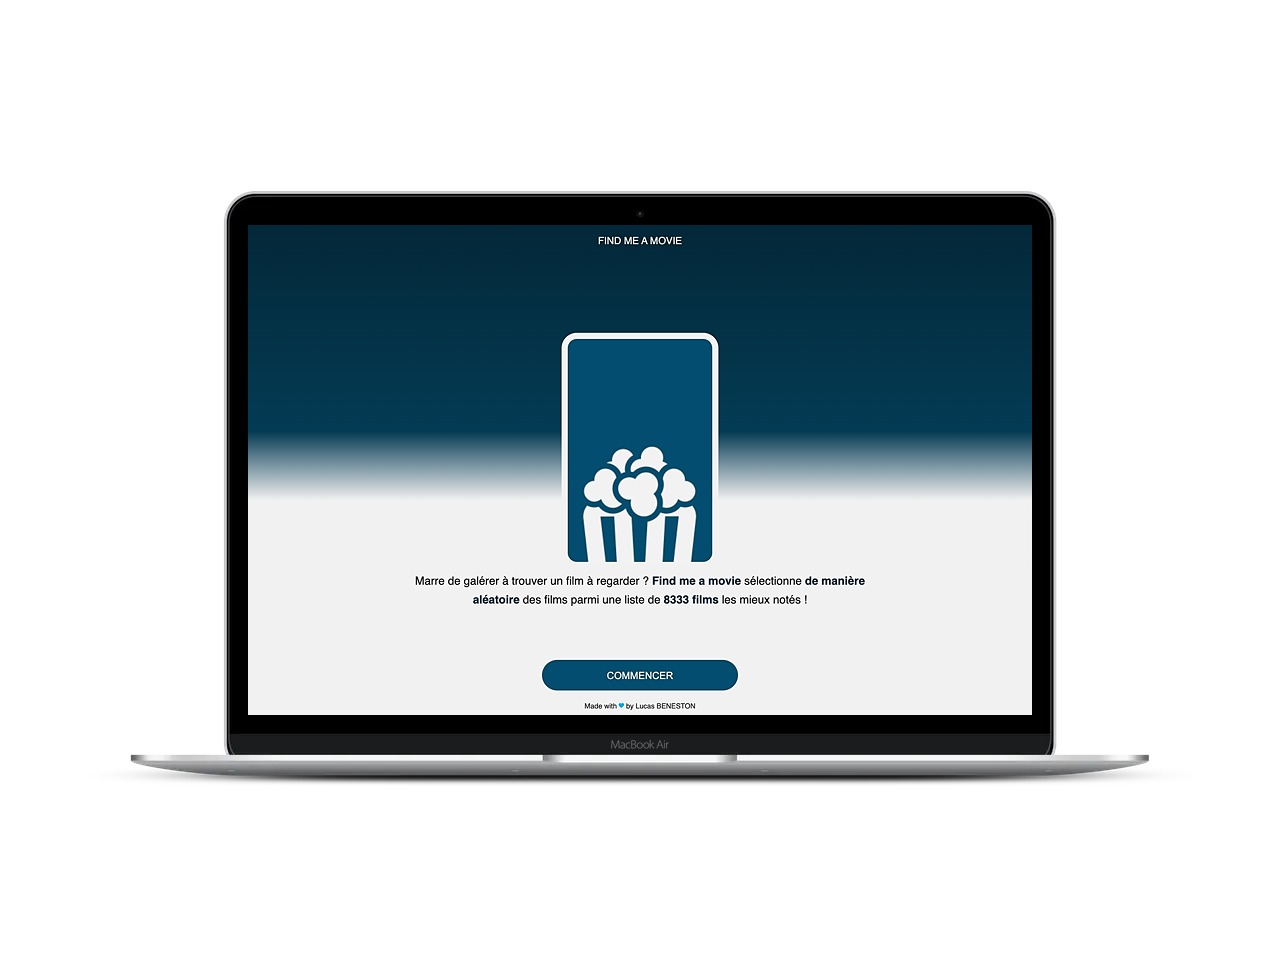 FIND ME A MOVIE
Marre de galérer à trouver un film à regarder ? Find me a movie sélectionne de manière
aléatoire des films parmi une liste de 8333 films les mieux notés !
COMMENCER
Made with 💙 by Lucas BENESTON
MacBook Air